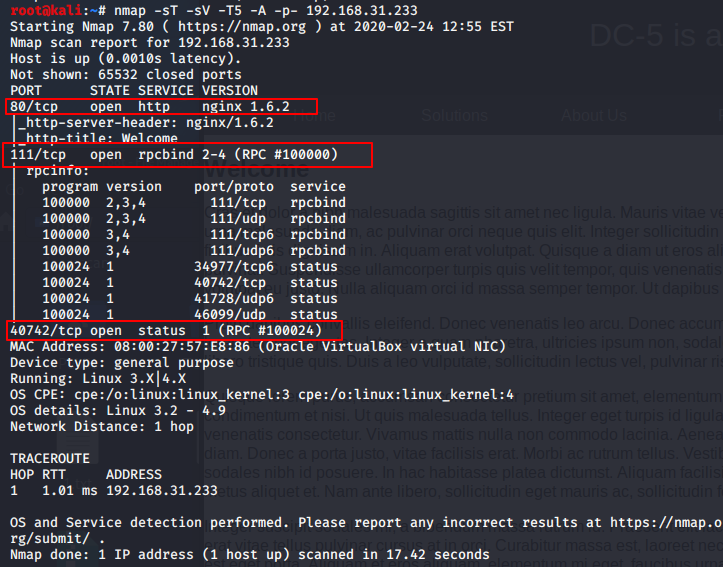 root@kali:~# nmap -sT -sV -T5 -A -p- 192.168.31.233
Starting Nmap 7.80 ( https://nmap.org ) at 2020-02-24 12:55 EST
Nmap scan report for 192.168.31.233
Host is up (0.0010s latency).
Not shown: 65532 closed ports
PORT      STATE SERVICE VERSION
80/tcp    open  http    nginx 1.6.2
|_http-server-header: nginx/1.6.2
|_http-title: Welcome
111/tcp   open  rpcbind 2-4 (RPC #100000)
| rpcinfo:
|   program version    port/proto  service
|   100000  2,3,4        111/tcp   rpcbind
|   100000  2,3,4        111/udp   rpcbind
|   100000  3,4          111/tcp6  rpcbind
|   100000  3,4          111/udp6  rpcbind
|   100024  1          34977/tcp6  status
|   100024  1          40742/tcp   status
|   100024  1          41728/udp6  status
|   100024  1          46099/udp   status
40742/tcp open  status  1 (RPC #100024)
MAC Address: 08:00:27:57:E8:86 (Oracle VirtualBox virtual NIC)
Device type: general purpose
Running: Linux 3.X|4.X
OS CPE: cpe:/o:linux:linux_kernel:3 cpe:/o:linux:linux_kernel:4
OS details: Linux 3.2 - 4.9
Network Distance: 1 hop
TRACEROUTE
HOP RTT     ADDRESS
1   1.01 ms 192.168.31.233
OS and Service detection performed. Please report any incorrect results at https://nmap.o
rg/submit/ .
Nmap done: 1 IP address (1 host up) scanned in 17.42 seconds
DC-5 is a
Home
Solutions
About Us
Welcome